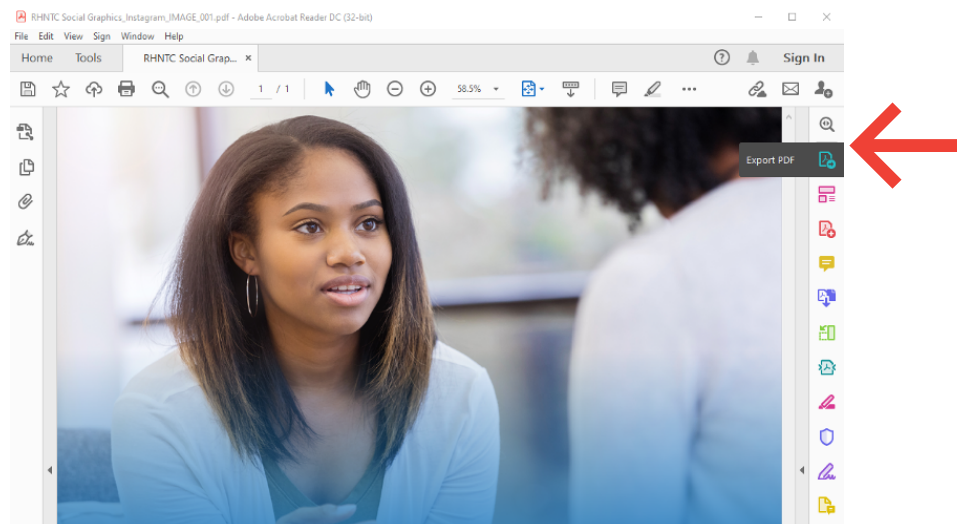 RHNTC Social Graphics_Instagram_IMAGE_001.pdf - Adobe Acrobat Reader DC (32-bit)
File Edit View Sign Window Help
Home Tools RHNTC Social Grap... × Sign In
1 / 1 58.5%
Export PDF